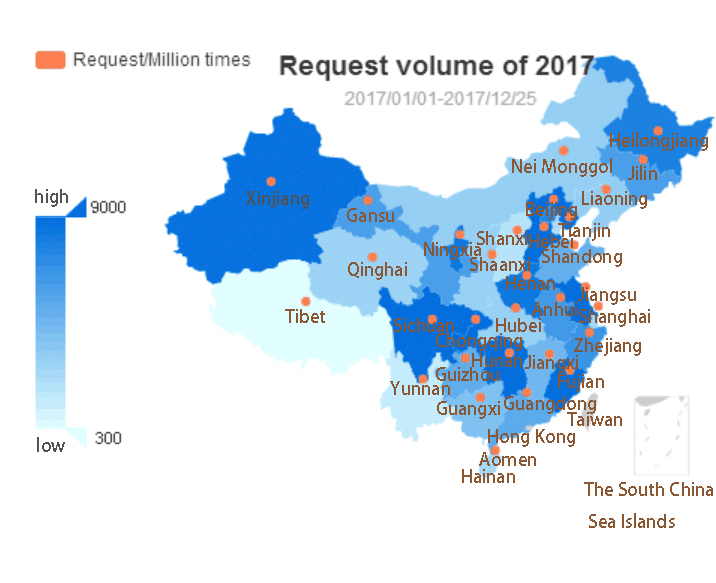 Request/Million times
Request volume of 2017
2017/01/01-2017/12/25
Heilongjiang
Nei Monggol
Jilin
high
Xinjiang
Liaoning
9000
Gansu
Beijing
Tianjin
Shanxi
Hebei
Ningxia
Shandong
Shaanxi
Qinghai
Henan
Jiangsu
Tibet
Anhui
Shanghai
Sichuan
Hubei
Chongqing
Zhejiang
Hunan
Jiangxi
Guizhou
Fujian
Yunnan
Guangxi
Guangdong
Taiwan
300
low
Hong Kong
Aomen
Hainan
The South China
Sea Islands